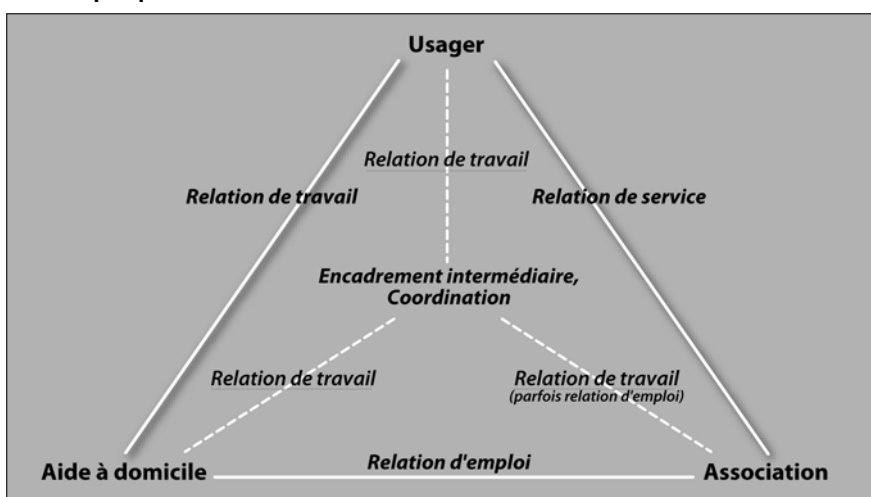 Usager
Relation de travail
Relation de travail
Relation de service
Encadrement intermédiaire,
Coordination
Relation de travail
Relation de travail
(parfois relation d'emploi)
Aide à domicile
Relation d'emploi
Association